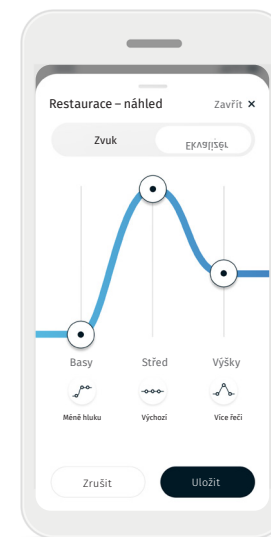 Restaurace – náhled Zavřít ×
Zvuk Ekvalizér
Basy Střed Výšky
Méně hluku Výchozí Více řeči
Zrušit Uložit